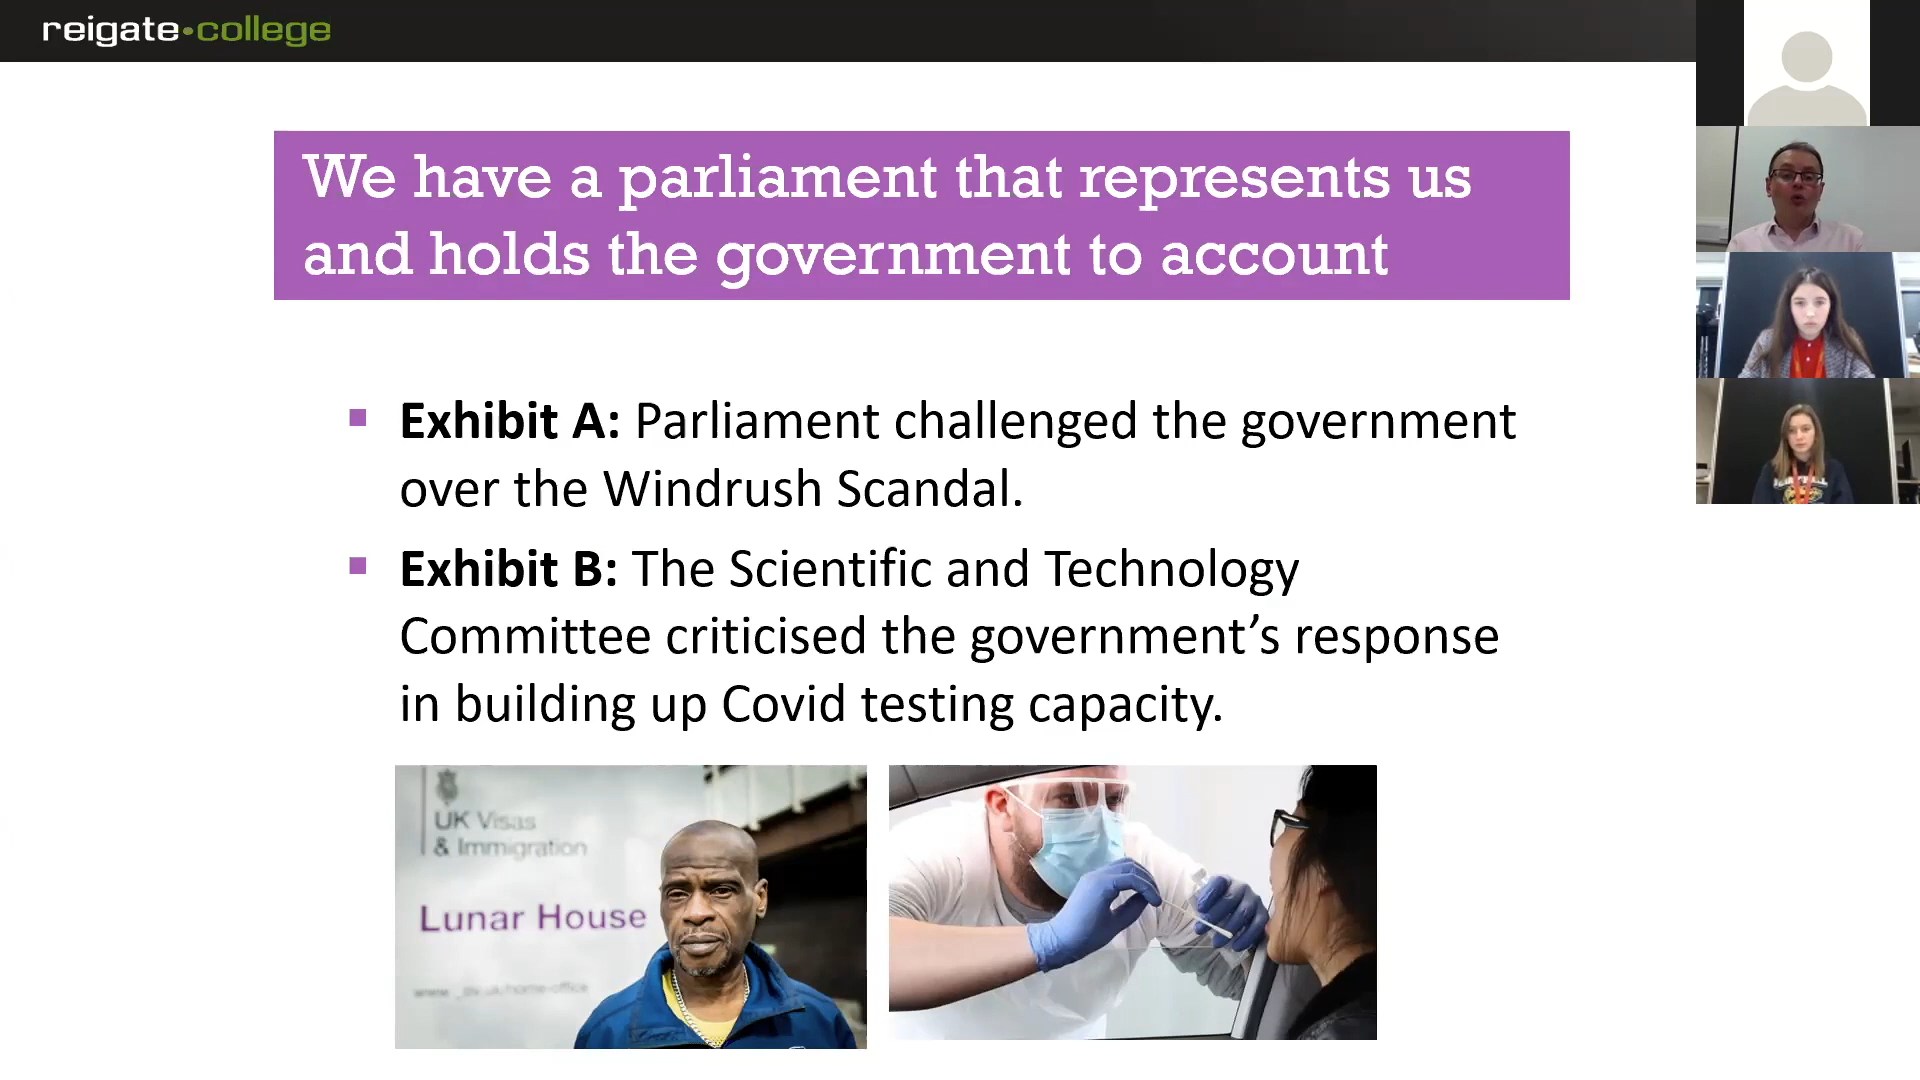 reigate•college
We have a parliament that represents us
and holds the government to account
Exhibit A: Parliament challenged the government
over the Windrush Scandal.
Exhibit B: The Scientific and Technology
Committee criticised the government’s response
in building up Covid testing capacity.
UK Visas
& Immigration
Lunar House